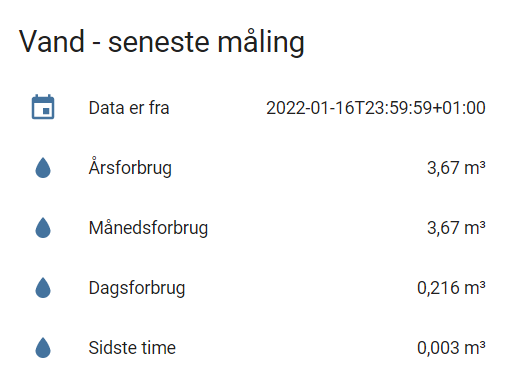 Vand - seneste måling
Data er fra 2022-01-16T23:59:59+01:00
Årsforbrug 3,67 m³
Månedsforbrug 3,67 m³
Dagsforbrug 0,216 m³
Sidste time 0,003 m³